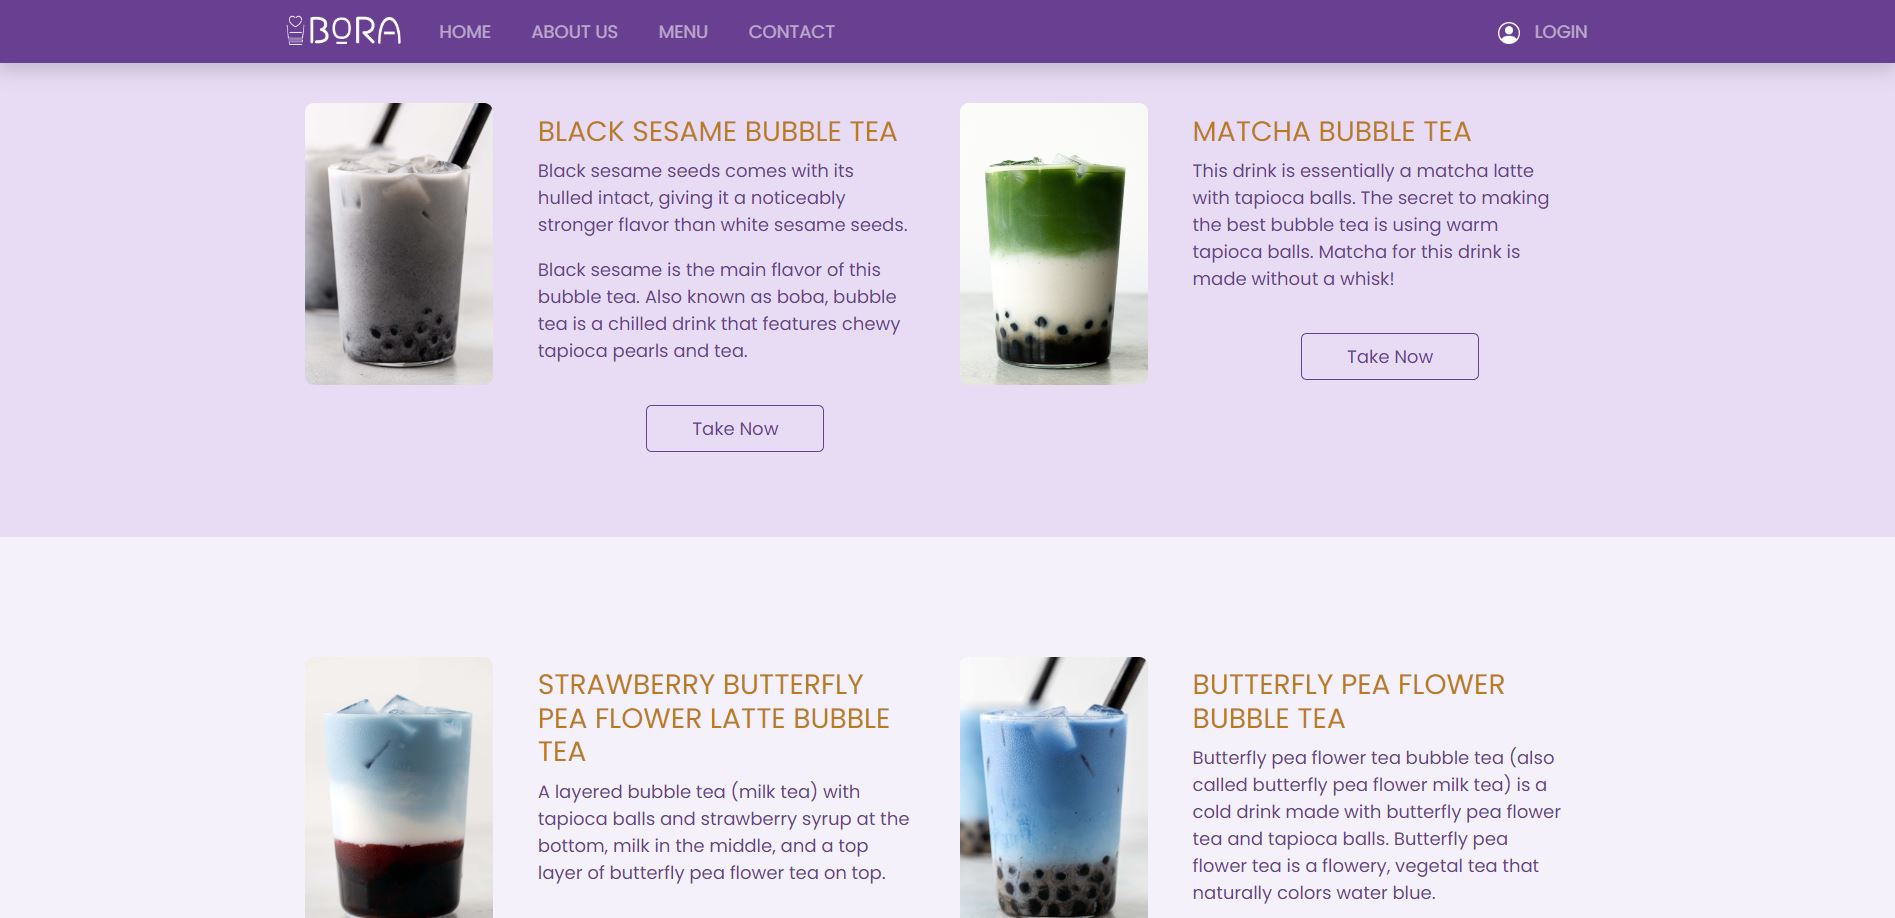 BORA
HOME
ABOUT US
MENU
CONTACT
LOGIN
BLACK SESAME BUBBLE TEA
Black sesame seeds comes with its
hulled intact, giving it a noticeably
stronger flavor than white sesame seeds.
Black sesame is the main flavor of this
bubble tea. Also known as boba, bubble
tea is a chilled drink that features chewy
tapioca pearls and tea.
Take Now
MATCHA BUBBLE TEA
This drink is essentially a matcha latte
with tapioca balls. The secret to making
the best bubble tea is using warm
tapioca balls. Matcha for this drink is
made without a whisk!
Take Now
STRAWBERRY BUTTERFLY
PEA FLOWER LATTE BUBBLE
TEA
A layered bubble tea (milk tea) with
tapioca balls and strawberry syrup at the
bottom, milk in the middle, and a top
layer of butterfly pea flower tea on top.
BUTTERFLY PEA FLOWER
BUBBLE TEA
Butterfly pea flower tea bubble tea (also
called butterfly pea flower milk tea) is a
cold drink made with butterfly pea flower
tea and tapioca balls. Butterfly pea
flower tea is a flowery, vegetal tea that
naturally colors water blue.